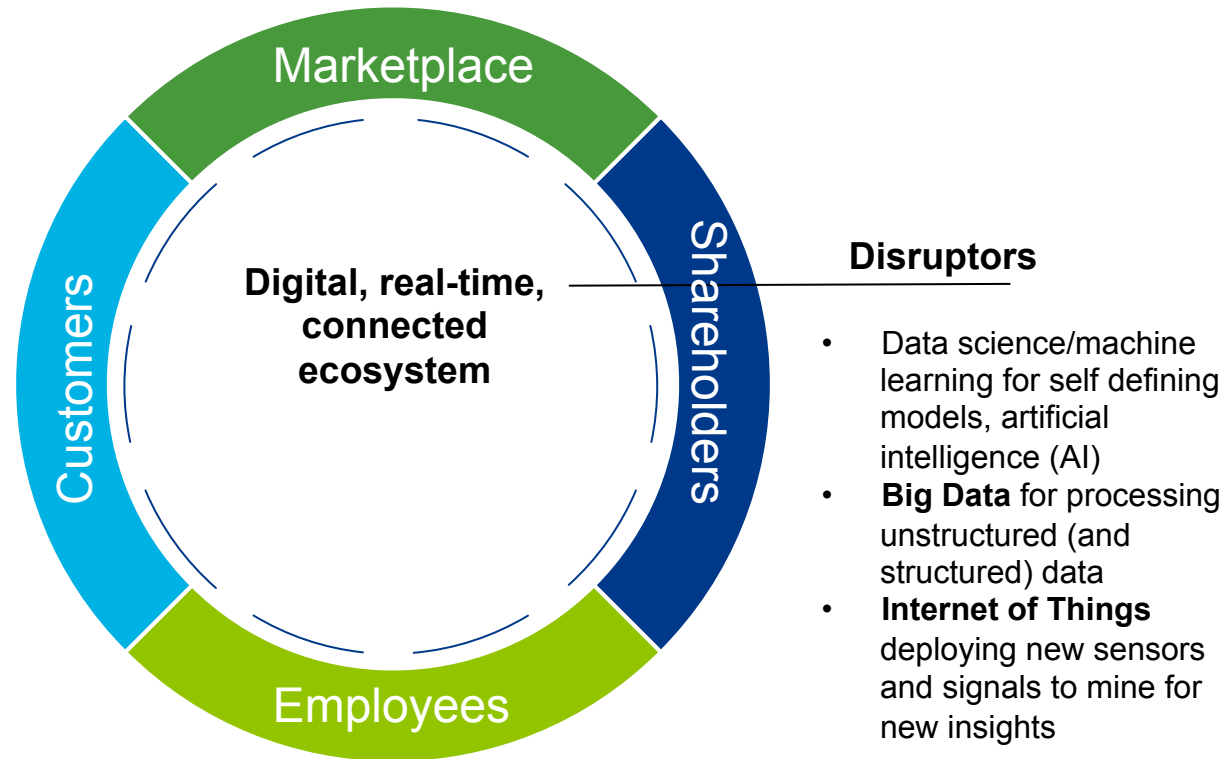 Marketplace
Customers
Digital, real-time,
connected
ecosystem
Shareholders
Employees
Disruptors
• Data science/machine
learning for self defining
models, artificial
intelligence (AI)
• Big Data for processing
unstructured (and
structured) data
• Internet of Things
deploying new sensors
and signals to mine for
new insights